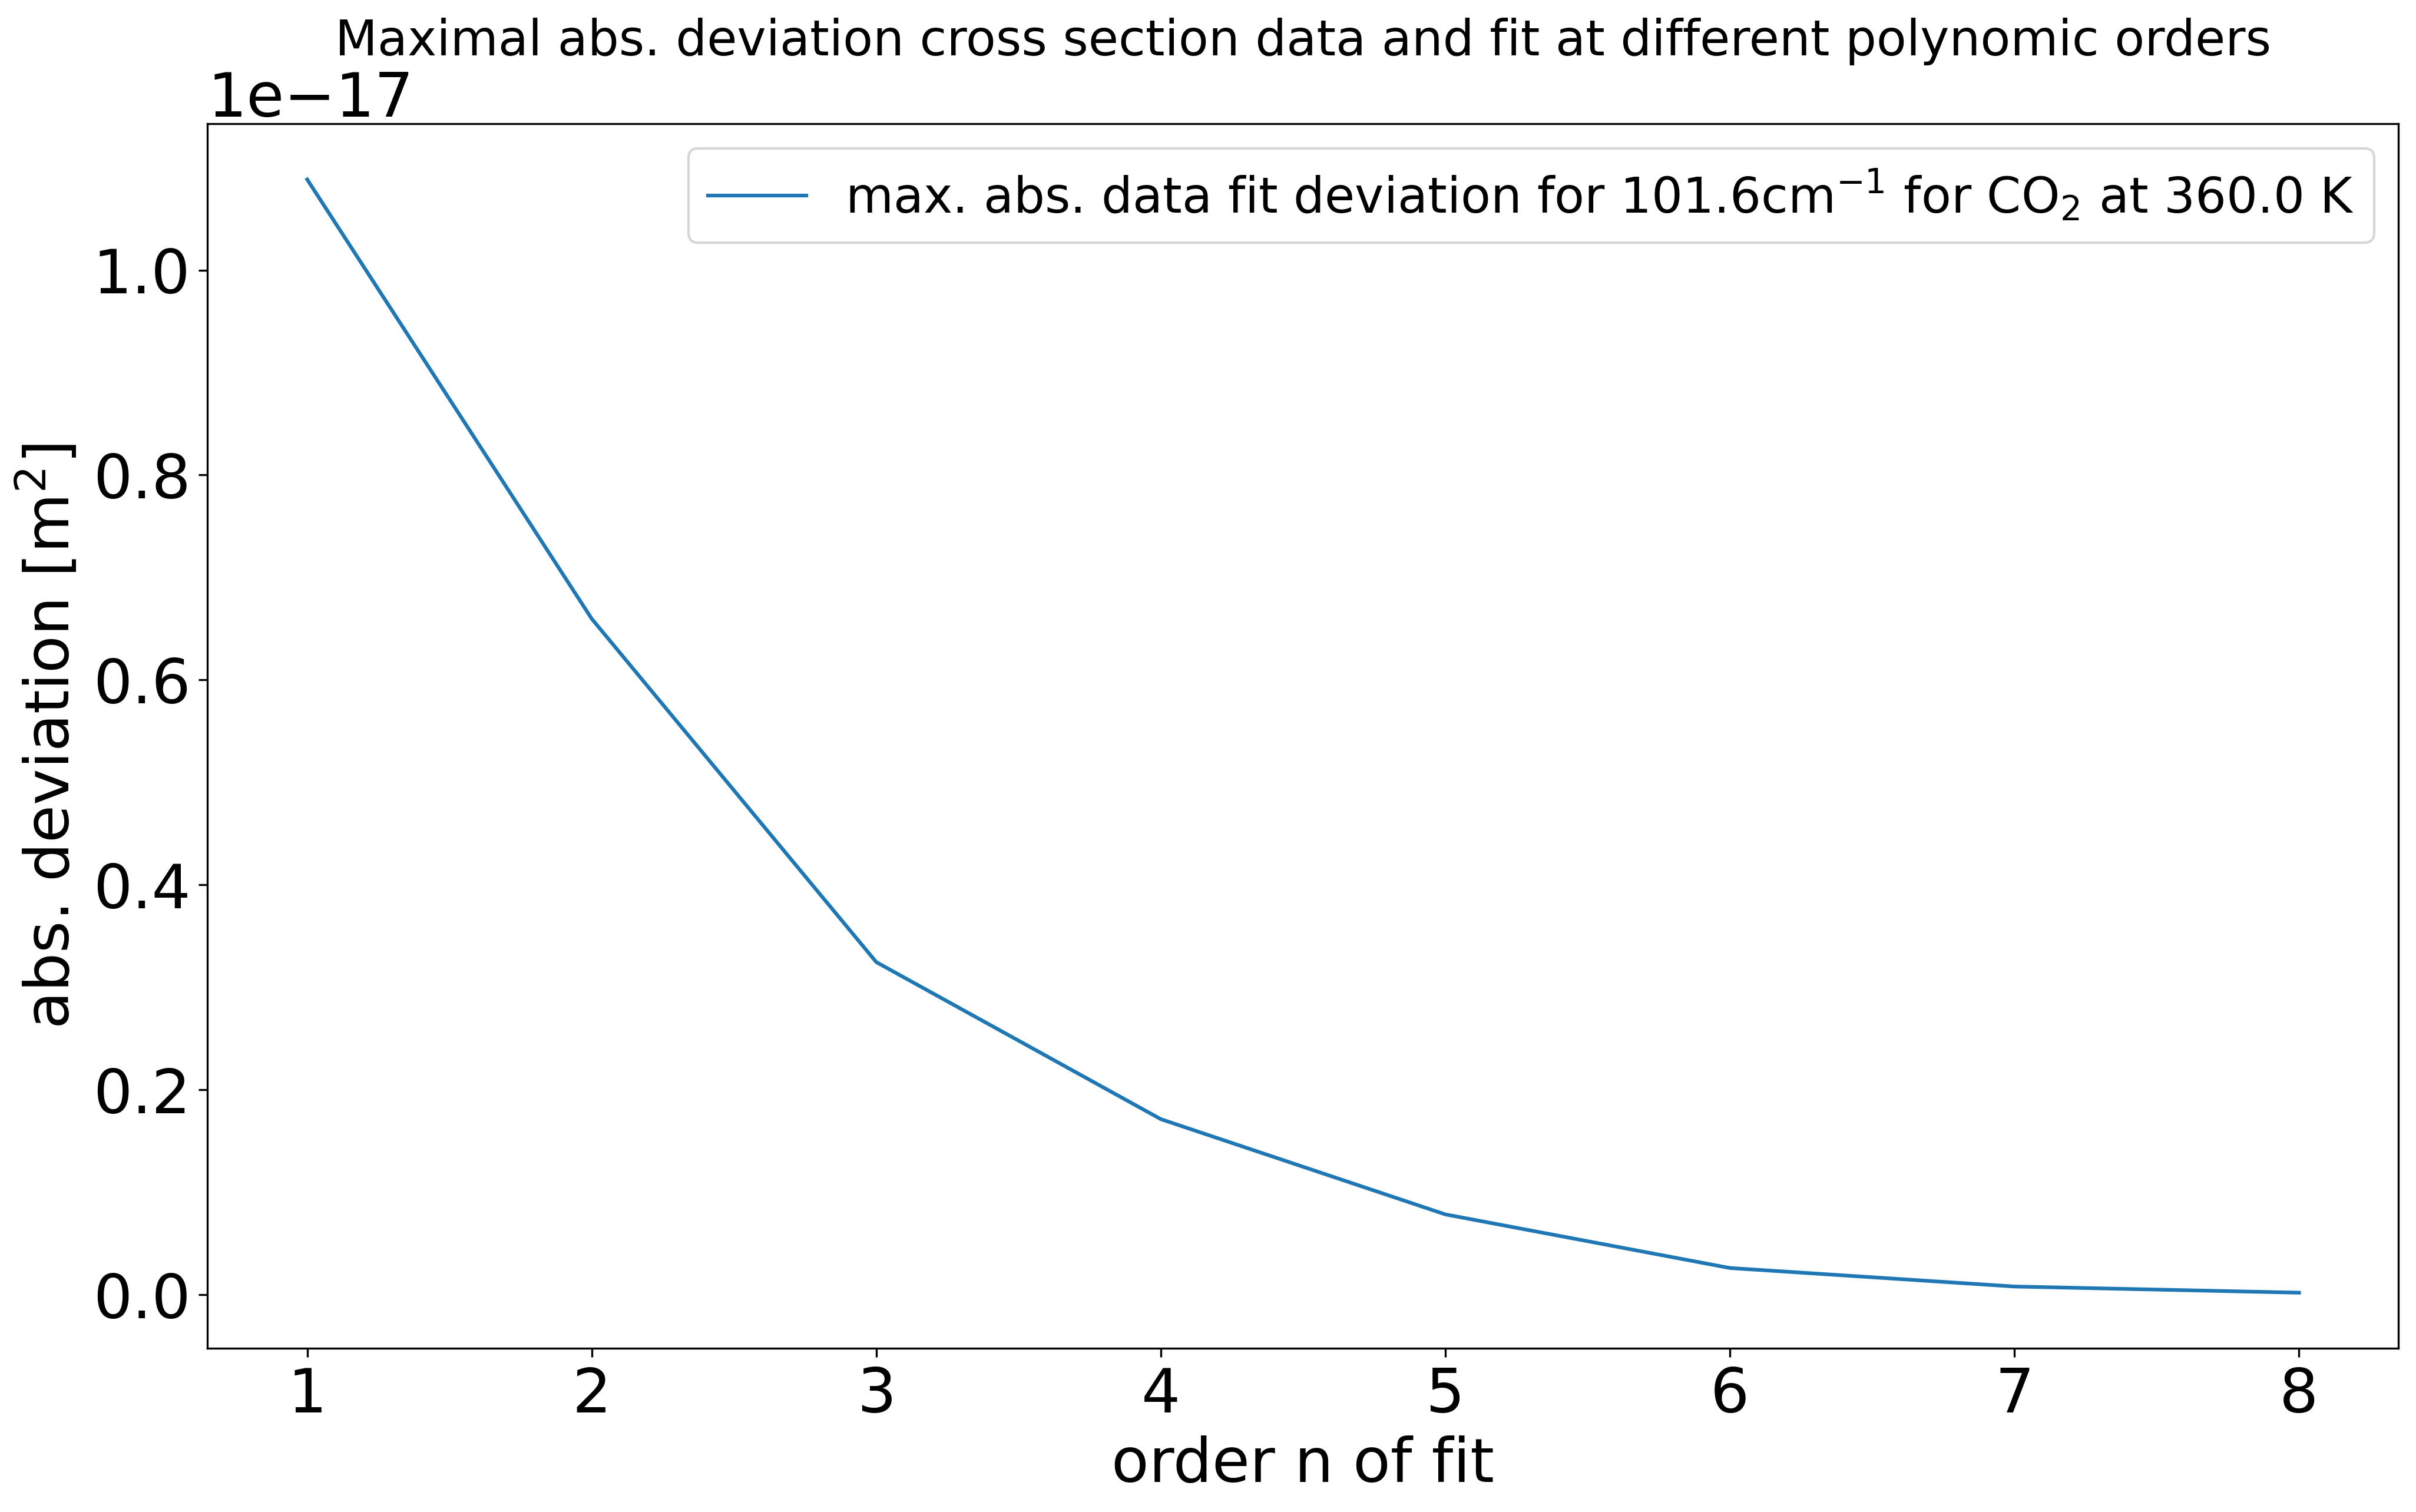 Maximal abs. deviation cross section data and fit at different polynomic orders
1e−17
max. abs. data fit deviation for 101.6cm⁻¹ for CO₂ at 360.0 K
abs. deviation [m²]
1.0
0.8
0.6
0.4
0.2
0.0
1 2 3 4 5 6 7 8
order n of fit